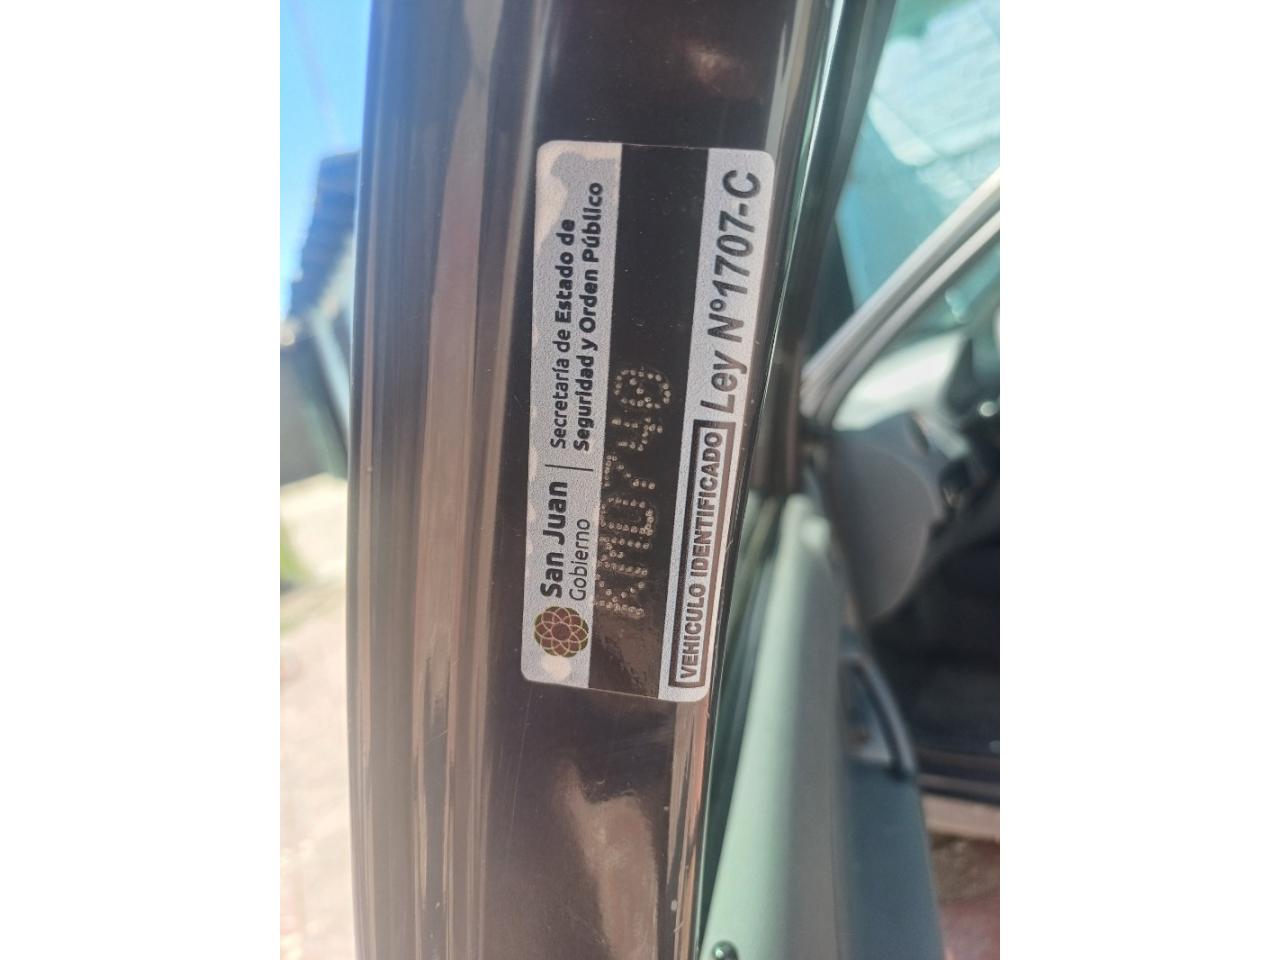 San Juan
Gobierno
Secretaría de Estado de
Seguridad y Orden Público
VEHICULO IDENTIFICADO
Ley N°1707-C